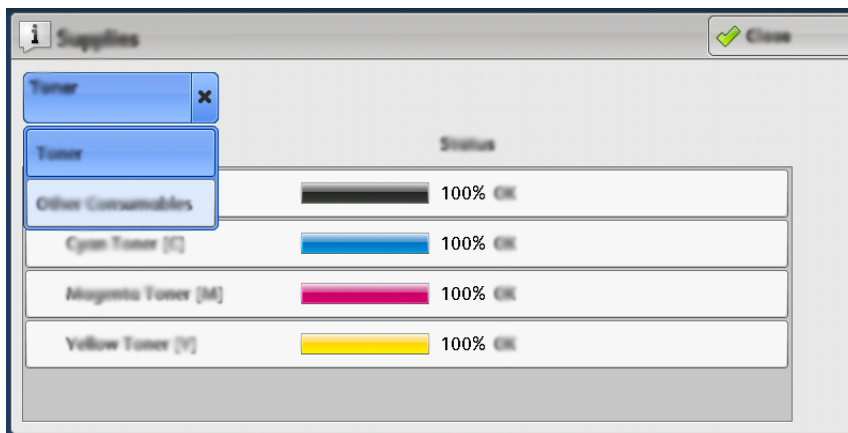 Supplies
Close
Toner
Toner
Status
Other Consumables
100% OK
Cyan Toner [C]
100% OK
Magenta Toner [M]
100% OK
Yellow Toner [Y]
100% OK